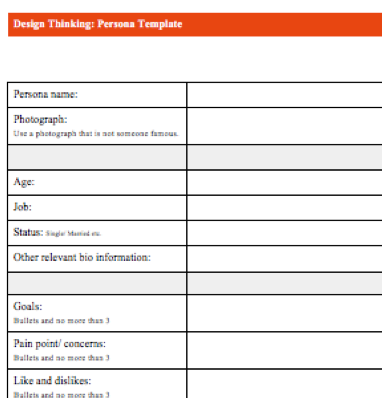 Design Thinking: Persona Template
Persona name:
Photograph:
Use a photograph that is not someone famous.
Age:
Job:
Status: Single/ Married etc.
Other relevant bio information:
Goals:
Bullets and no more than 3
Pain point/ concerns:
Bullets and no more than 3
Like and dislikes:
Bullets and no more than 3